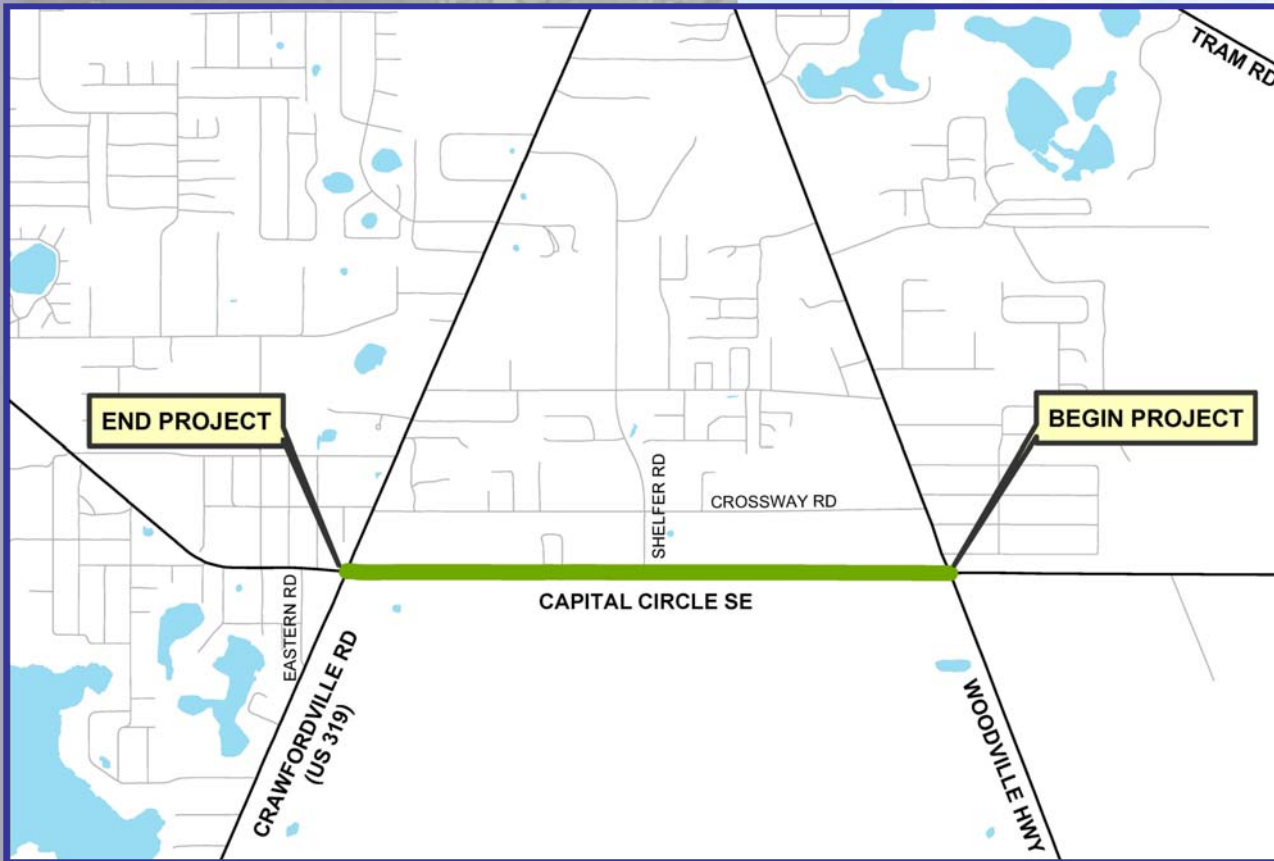 TRAM RD
END PROJECT
BEGIN PROJECT
SHELFER RD
CROSSWAY RD
CAPITAL CIRCLE SE
EASTERN RD
CRAWFORDVILLE RD
(US 319)
WOODVILLE HWY